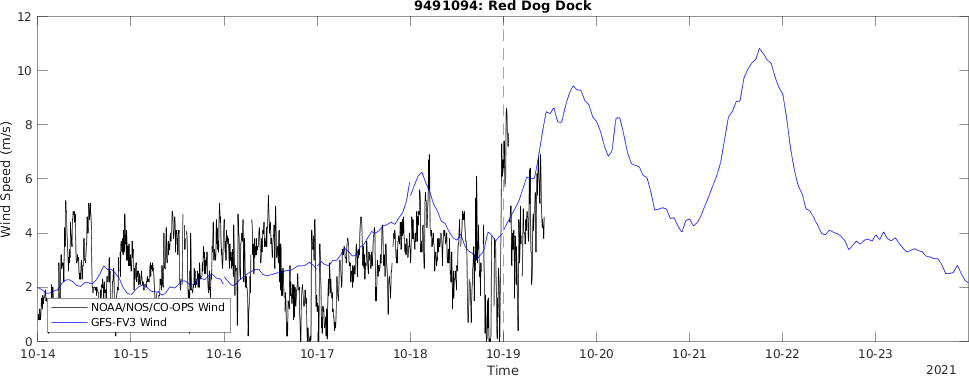 9491094: Red Dog Dock
Wind Speed (m/s)
12
10
8
6
4
2
0
NOAA/NOS/CO-OPS Wind
GFS-FV3 Wind
10-14 10-15 10-16 10-17 10-18 10-19 10-20 10-21 10-22 10-23
Time
2021